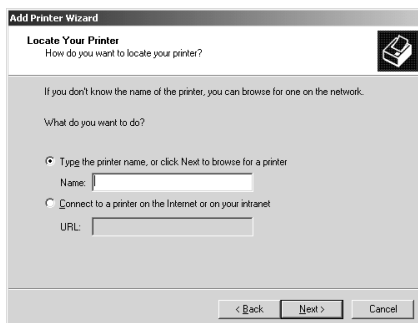 Add Printer Wizard
Locate Your Printer
How do you want to locate your printer?
If you don't know the name of the printer, you can browse for one on the network.
What do you want to do?
Type the printer name, or click Next to browse for a printer
Name:
Connect to a printer on the Internet or on your intranet
URL:
< Back Next > Cancel